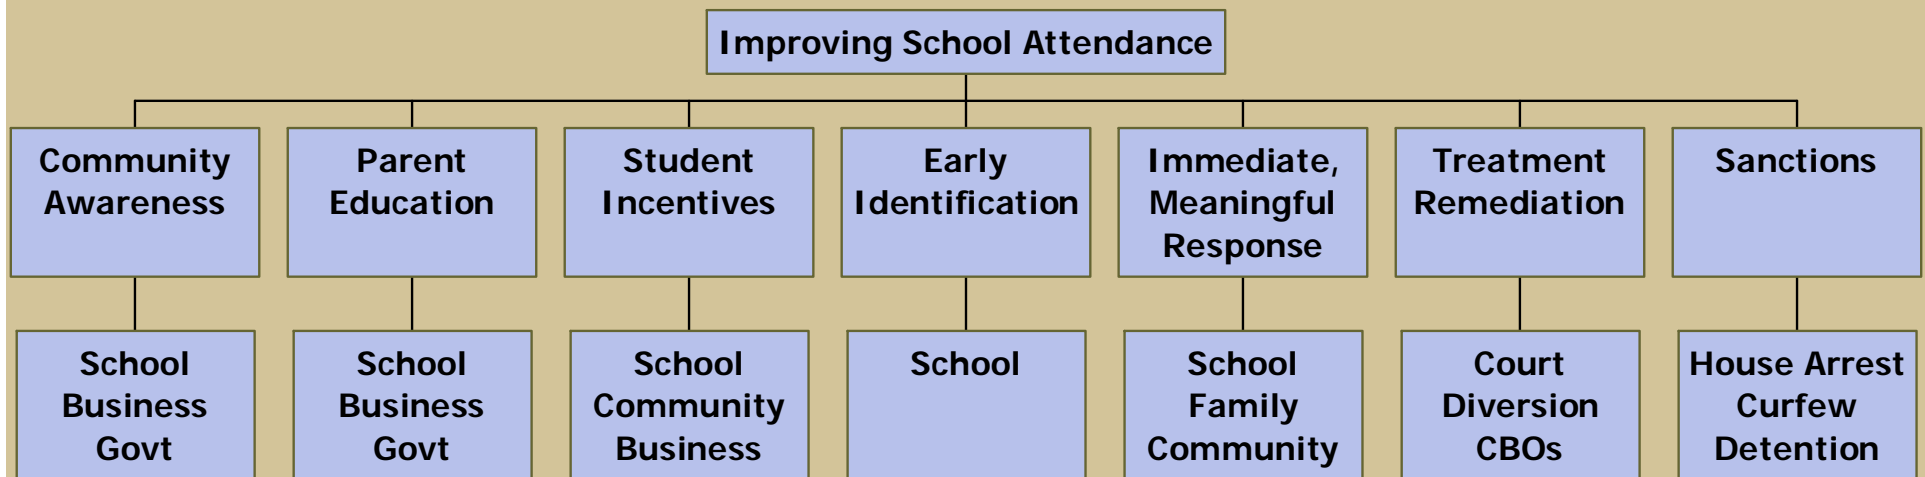 Improving School Attendance
Community
Awareness
Parent
Education
Student
Incentives
Early
Identification
Immediate,
Meaningful
Response
Treatment
Remediation
Sanctions
School
Business
Govt
School
Business
Govt
School
Community
Business
School
School
Family
Community
Court
Diversion
CBOs
House Arrest
Curfew
Detention